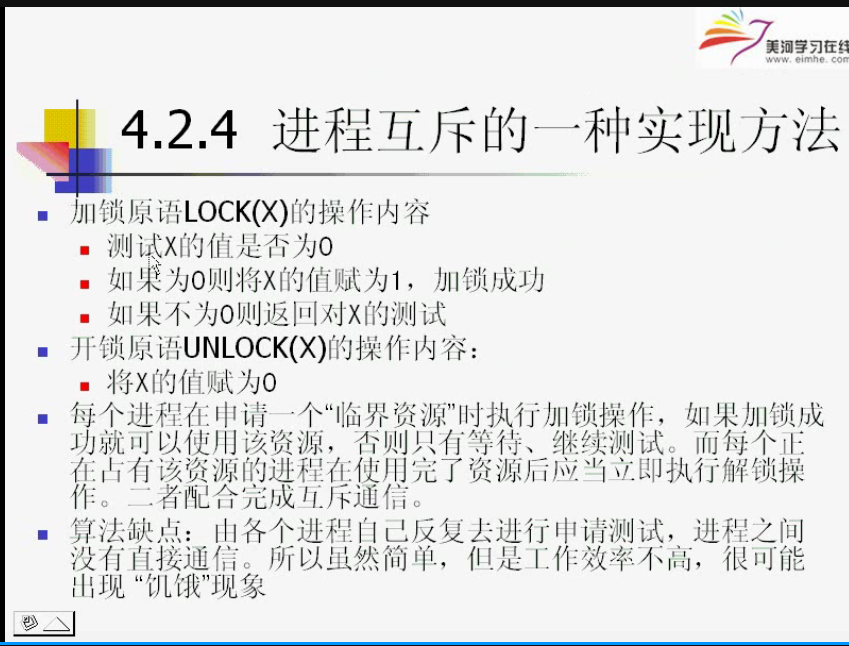 美河学习在线
www. eimhe. com
4.2.4 进程互斥的一种实现方法
加锁原语LOCK(X)的操作内容
测试X的值是否为0
如果为0则将X的值赋为1，加锁成功
如果不为0则返回对X的测试
开锁原语UNLOCK(X)的操作内容：
将X的值赋为0
每个进程在申请一个“临界资源”时执行加锁操作，如果加锁成
功就可以使用该资源，否则只有等待、继续测试。而每个正
在占有该资源的进程在使用完了资源后应当立即执行解锁操
作。二者配合完成互斥通信。
算法缺点：由各个进程自己反复去进行申请测试，进程之间
没有直接通信。所以虽然简单，但是工作效率不高，很可能
出现 “饥饿”现象